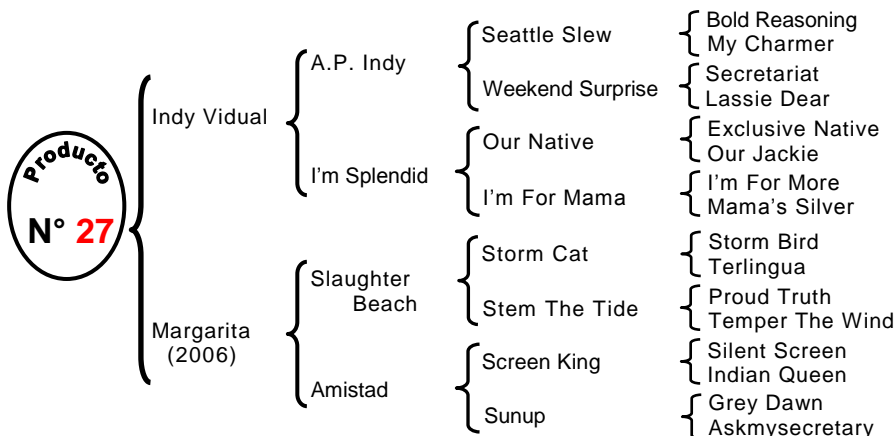 Producto
N° 27
Indy Vidual
Margarita
(2006)
A.P. Indy
I'm Splendid
Slaughter
Beach
Amistad
Seattle Slew
Weekend Surprise
Our Native
I'm For Mama
Storm Cat
Stem The Tide
Screen King
Sunup
Bold Reasoning
My Charmer
Secretariat
Lassie Dear
Exclusive Native
Our Jackie
I'm For More
Mama's Silver
Storm Bird
Terlingua
Proud Truth
Temper The Wind
Silent Screen
Indian Queen
Grey Dawn
Askmysecretary